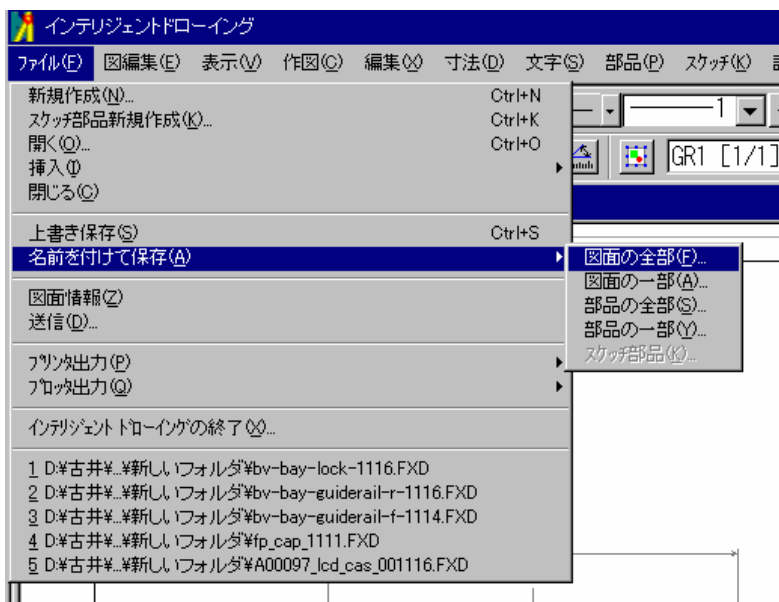 インテリジェントドローイング
ファイル(F) 図編集(E) 表示(V) 作図(C) 編集(X) 寸法(D) 文字(S) 部品(P) スケッチ(K)
新規作成(N)... Ctrl+N
スケッチ部品新規作成(K)... Ctrl+K
開く(O)... Ctrl+O
挿入(I)
閉じる(C)
1
GR1 [1/1]
上書き保存(S) Ctrl+S
名前を付けて保存(A)
図面の全部(F)...
図面の一部(A)...
部品の全部(S)...
部品の一部(Y)...
スケッチ部品(K)...
図面情報(Z)
送信(D)...
プリンタ出力(P)
プロッタ出力(Q)
インテリジェントドローイングの終了(X)...
1 D:¥古井¥...¥新しいフォルダ¥bv-bay-lock-1116.FXD
2 D:¥古井¥...¥新しいフォルダ¥bv-bay-guiderail-r-1116.FXD
3 D:¥古井¥...¥新しいフォルダ¥bv-bay-guiderail-f-1114.FXD
4 D:¥古井¥...¥新しいフォルダ¥fp_cap_1111.FXD
5 D:¥古井¥...¥新しいフォルダ¥A00097_lcd_cas_001116.FXD